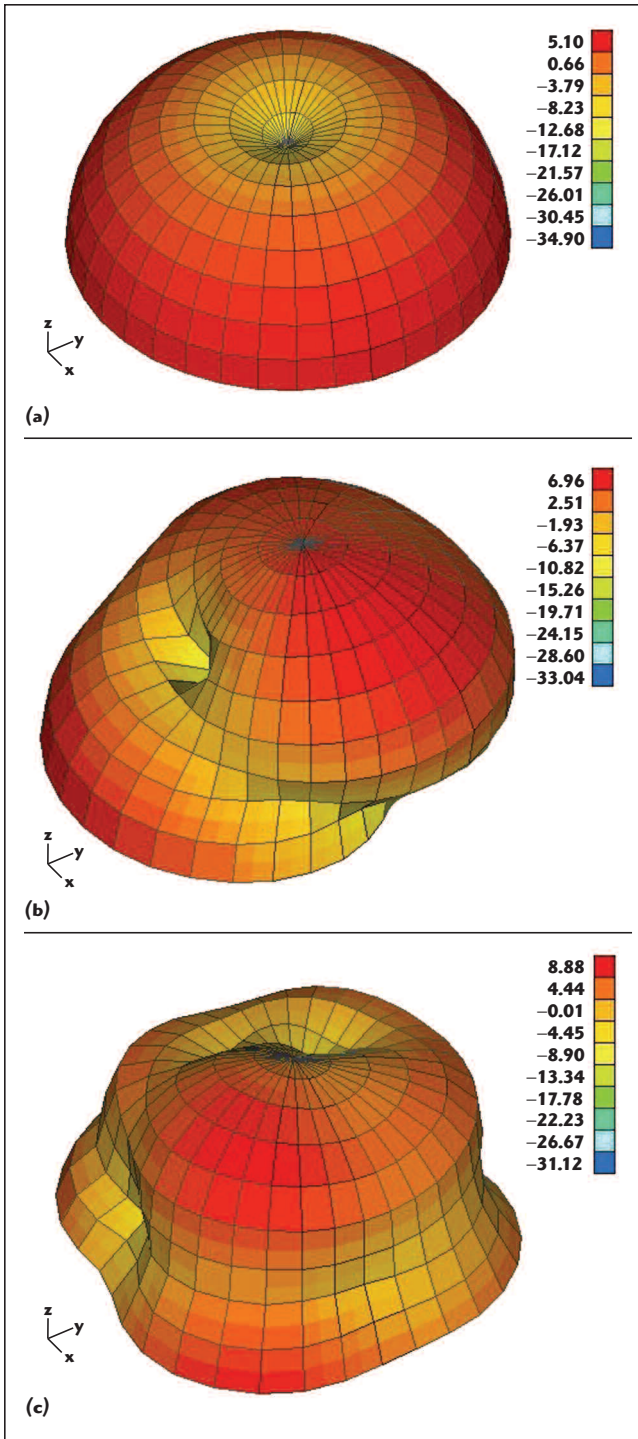 5.10
0.66
−3.79
−8.23
−12.68
−17.12
−21.57
−26.01
−30.45
−34.90
z
y
x
(a)
6.96
2.51
−1.93
−6.37
−10.82
−15.26
−19.71
−24.15
−28.60
−33.04
z
y
x
(b)
8.88
4.44
−0.01
−4.45
−8.90
−13.34
−17.78
−22.23
−26.67
−31.12
z
y
x
(c)